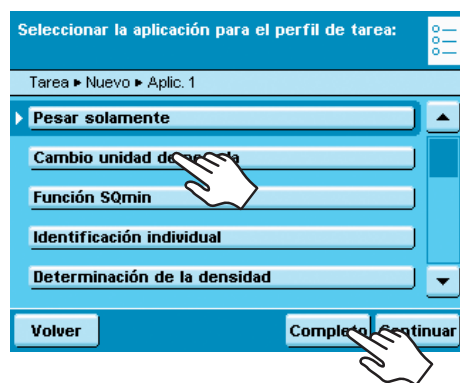 Seleccionar la aplicación para el perfil de tarea:
Tarea ▸ Nuevo ▸ Aplic. 1
Pesar solamente
Cambio unidad de
Función SQmin
Identificación individual
Determinación de la densidad
Volver Completo Continuar